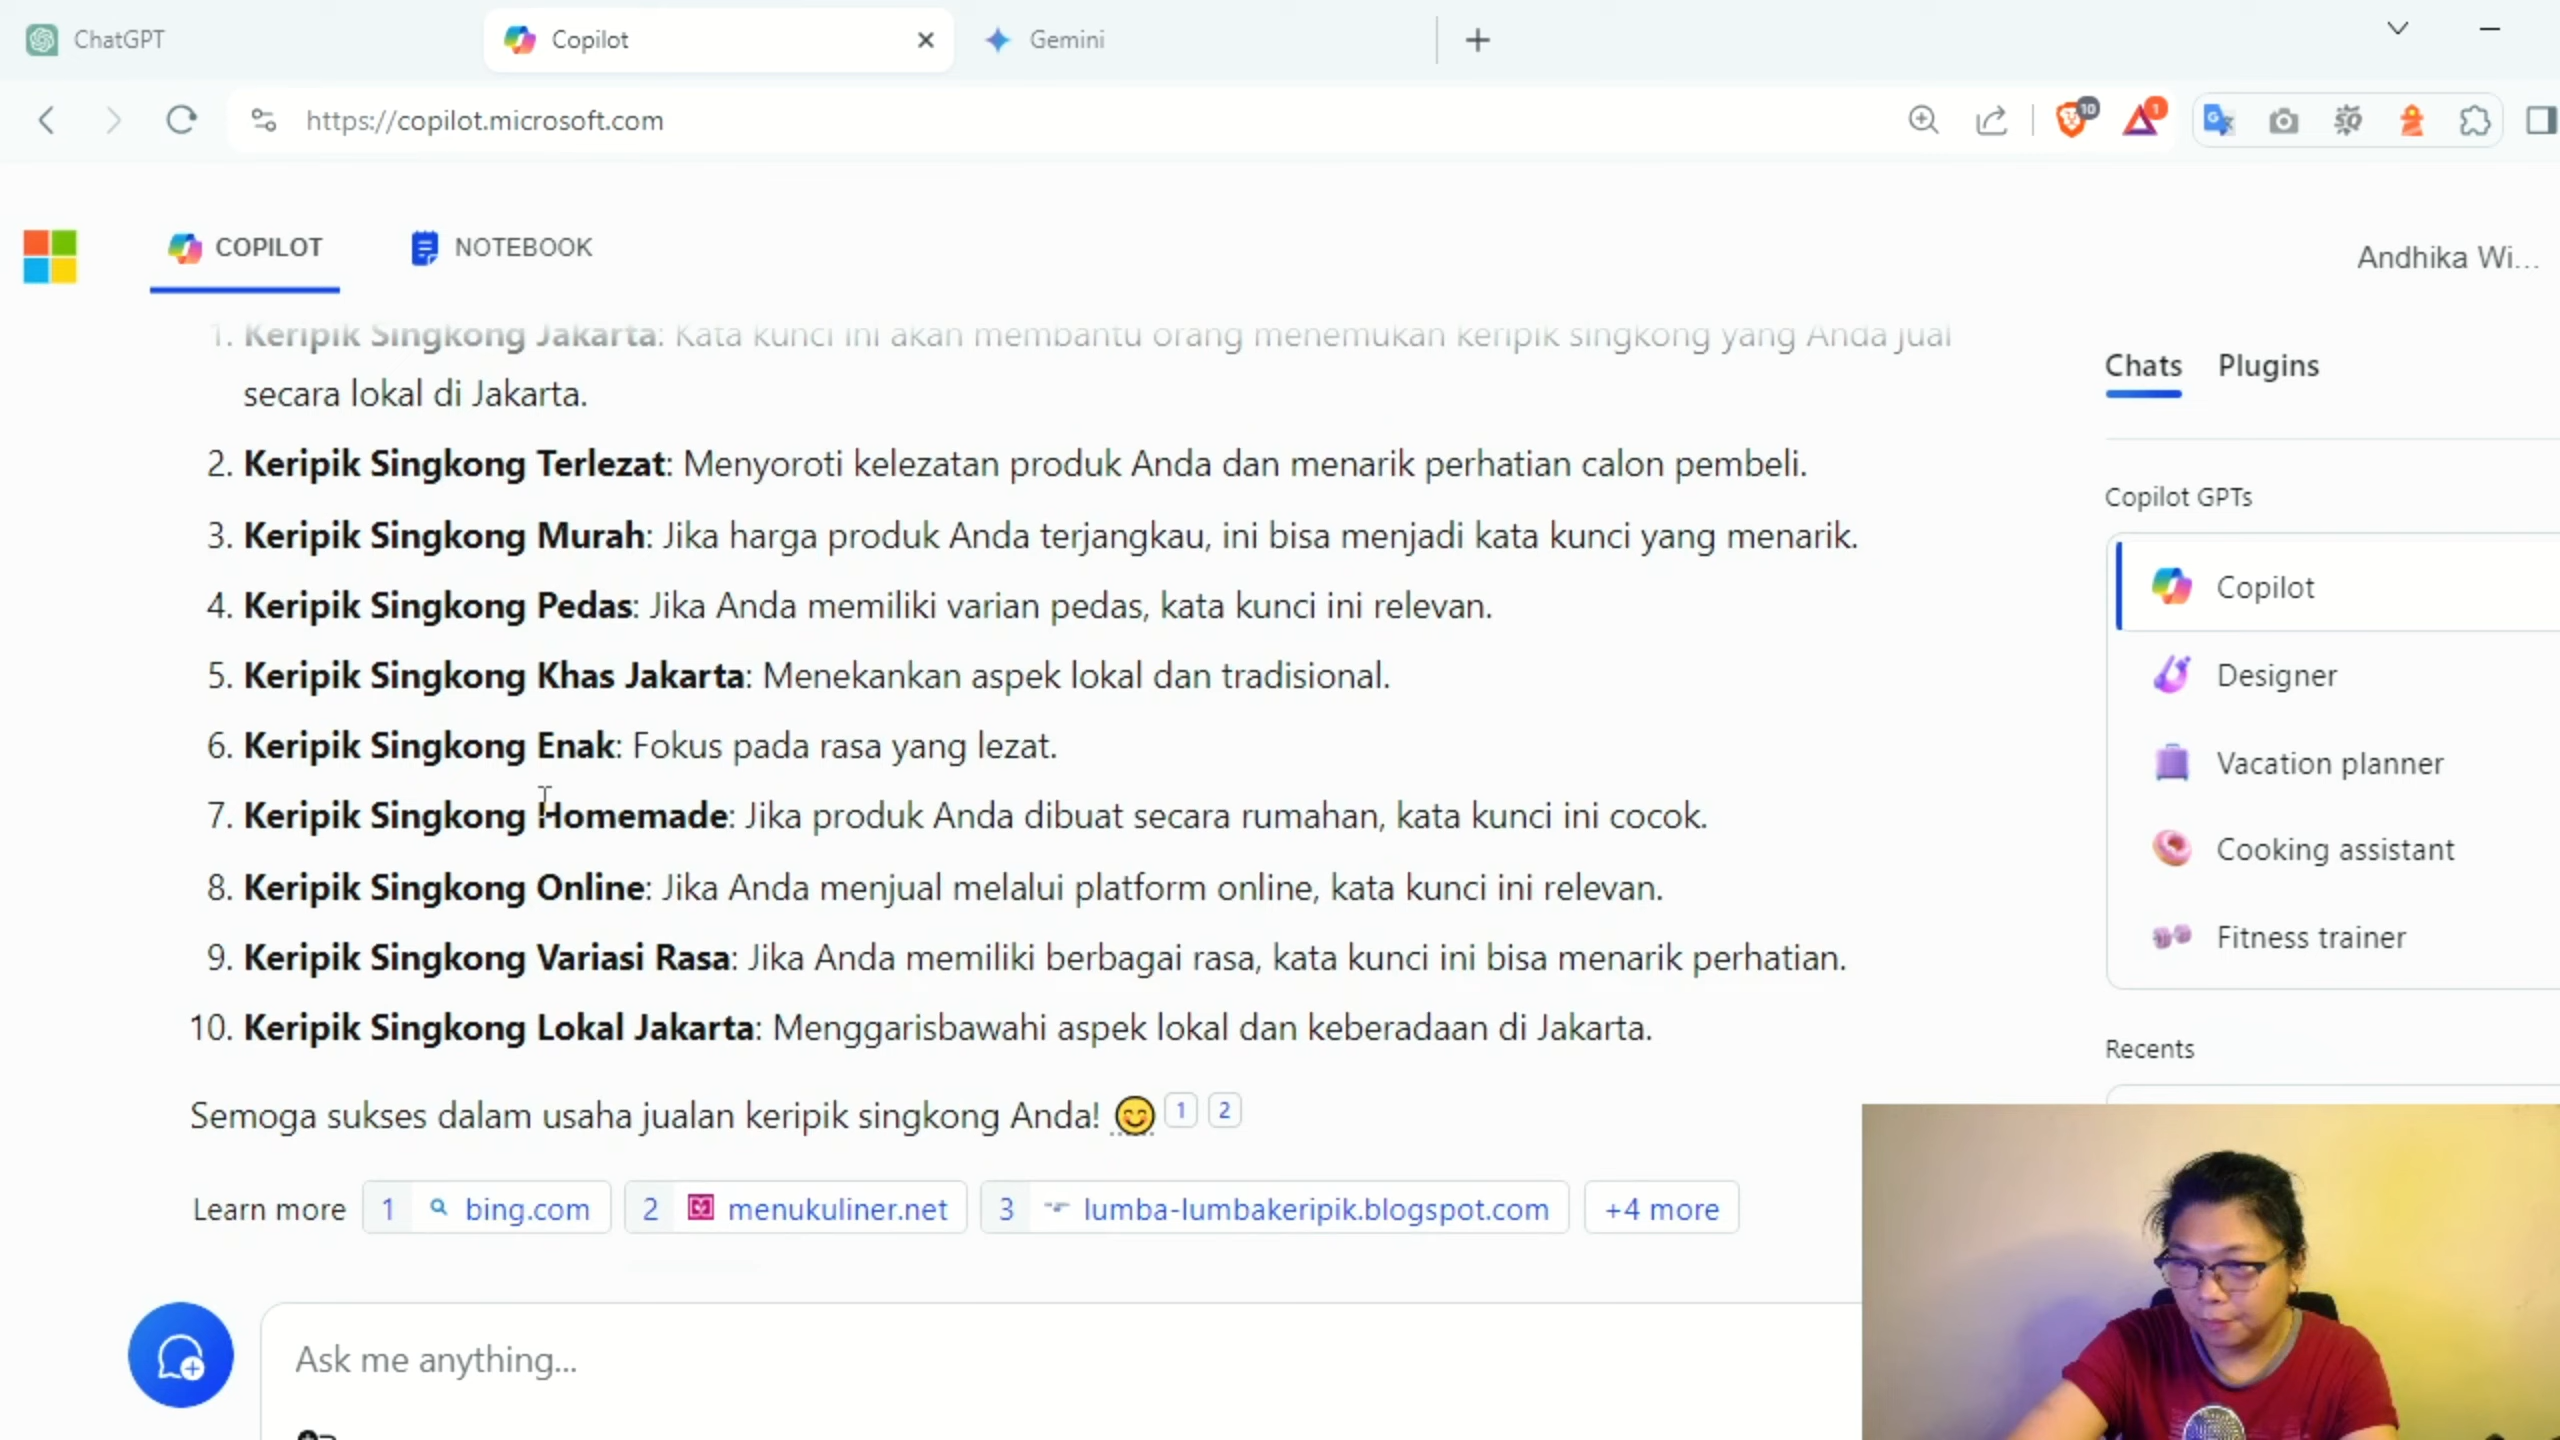 ChatGPT
Copilot
Gemini
https://copilot.microsoft.com
10
1
COPILOT
NOTEBOOK
Andhika Wi...
1. Keripik Singkong Jakarta: Kata kunci ini akan membantu orang menemukan keripik singkong yang Anda jual
secara lokal di Jakarta.
2. Keripik Singkong Terlezat: Menyoroti kelezatan produk Anda dan menarik perhatian calon pembeli.
3. Keripik Singkong Murah: Jika harga produk Anda terjangkau, ini bisa menjadi kata kunci yang menarik.
4. Keripik Singkong Pedas: Jika Anda memiliki varian pedas, kata kunci ini relevan.
5. Keripik Singkong Khas Jakarta: Menekankan aspek lokal dan tradisional.
6. Keripik Singkong Enak: Fokus pada rasa yang lezat.
7. Keripik Singkong Homemade: Jika produk Anda dibuat secara rumahan, kata kunci ini cocok.
8. Keripik Singkong Online: Jika Anda menjual melalui platform online, kata kunci ini relevan.
9. Keripik Singkong Variasi Rasa: Jika Anda memiliki berbagai rasa, kata kunci ini bisa menarik perhatian.
10. Keripik Singkong Lokal Jakarta: Menggarisbawahi aspek lokal dan keberadaan di Jakarta.
Semoga sukses dalam usaha jualan keripik singkong Anda! 😊 1 2
Learn more 1 bing.com 2 menukuliner.net 3 lumba-lumbakeripik.blogspot.com +4 more
Ask me anything...
Chats Plugins
Copilot GPTs
Copilot
Designer
Vacation planner
Cooking assistant
Fitness trainer
Recents